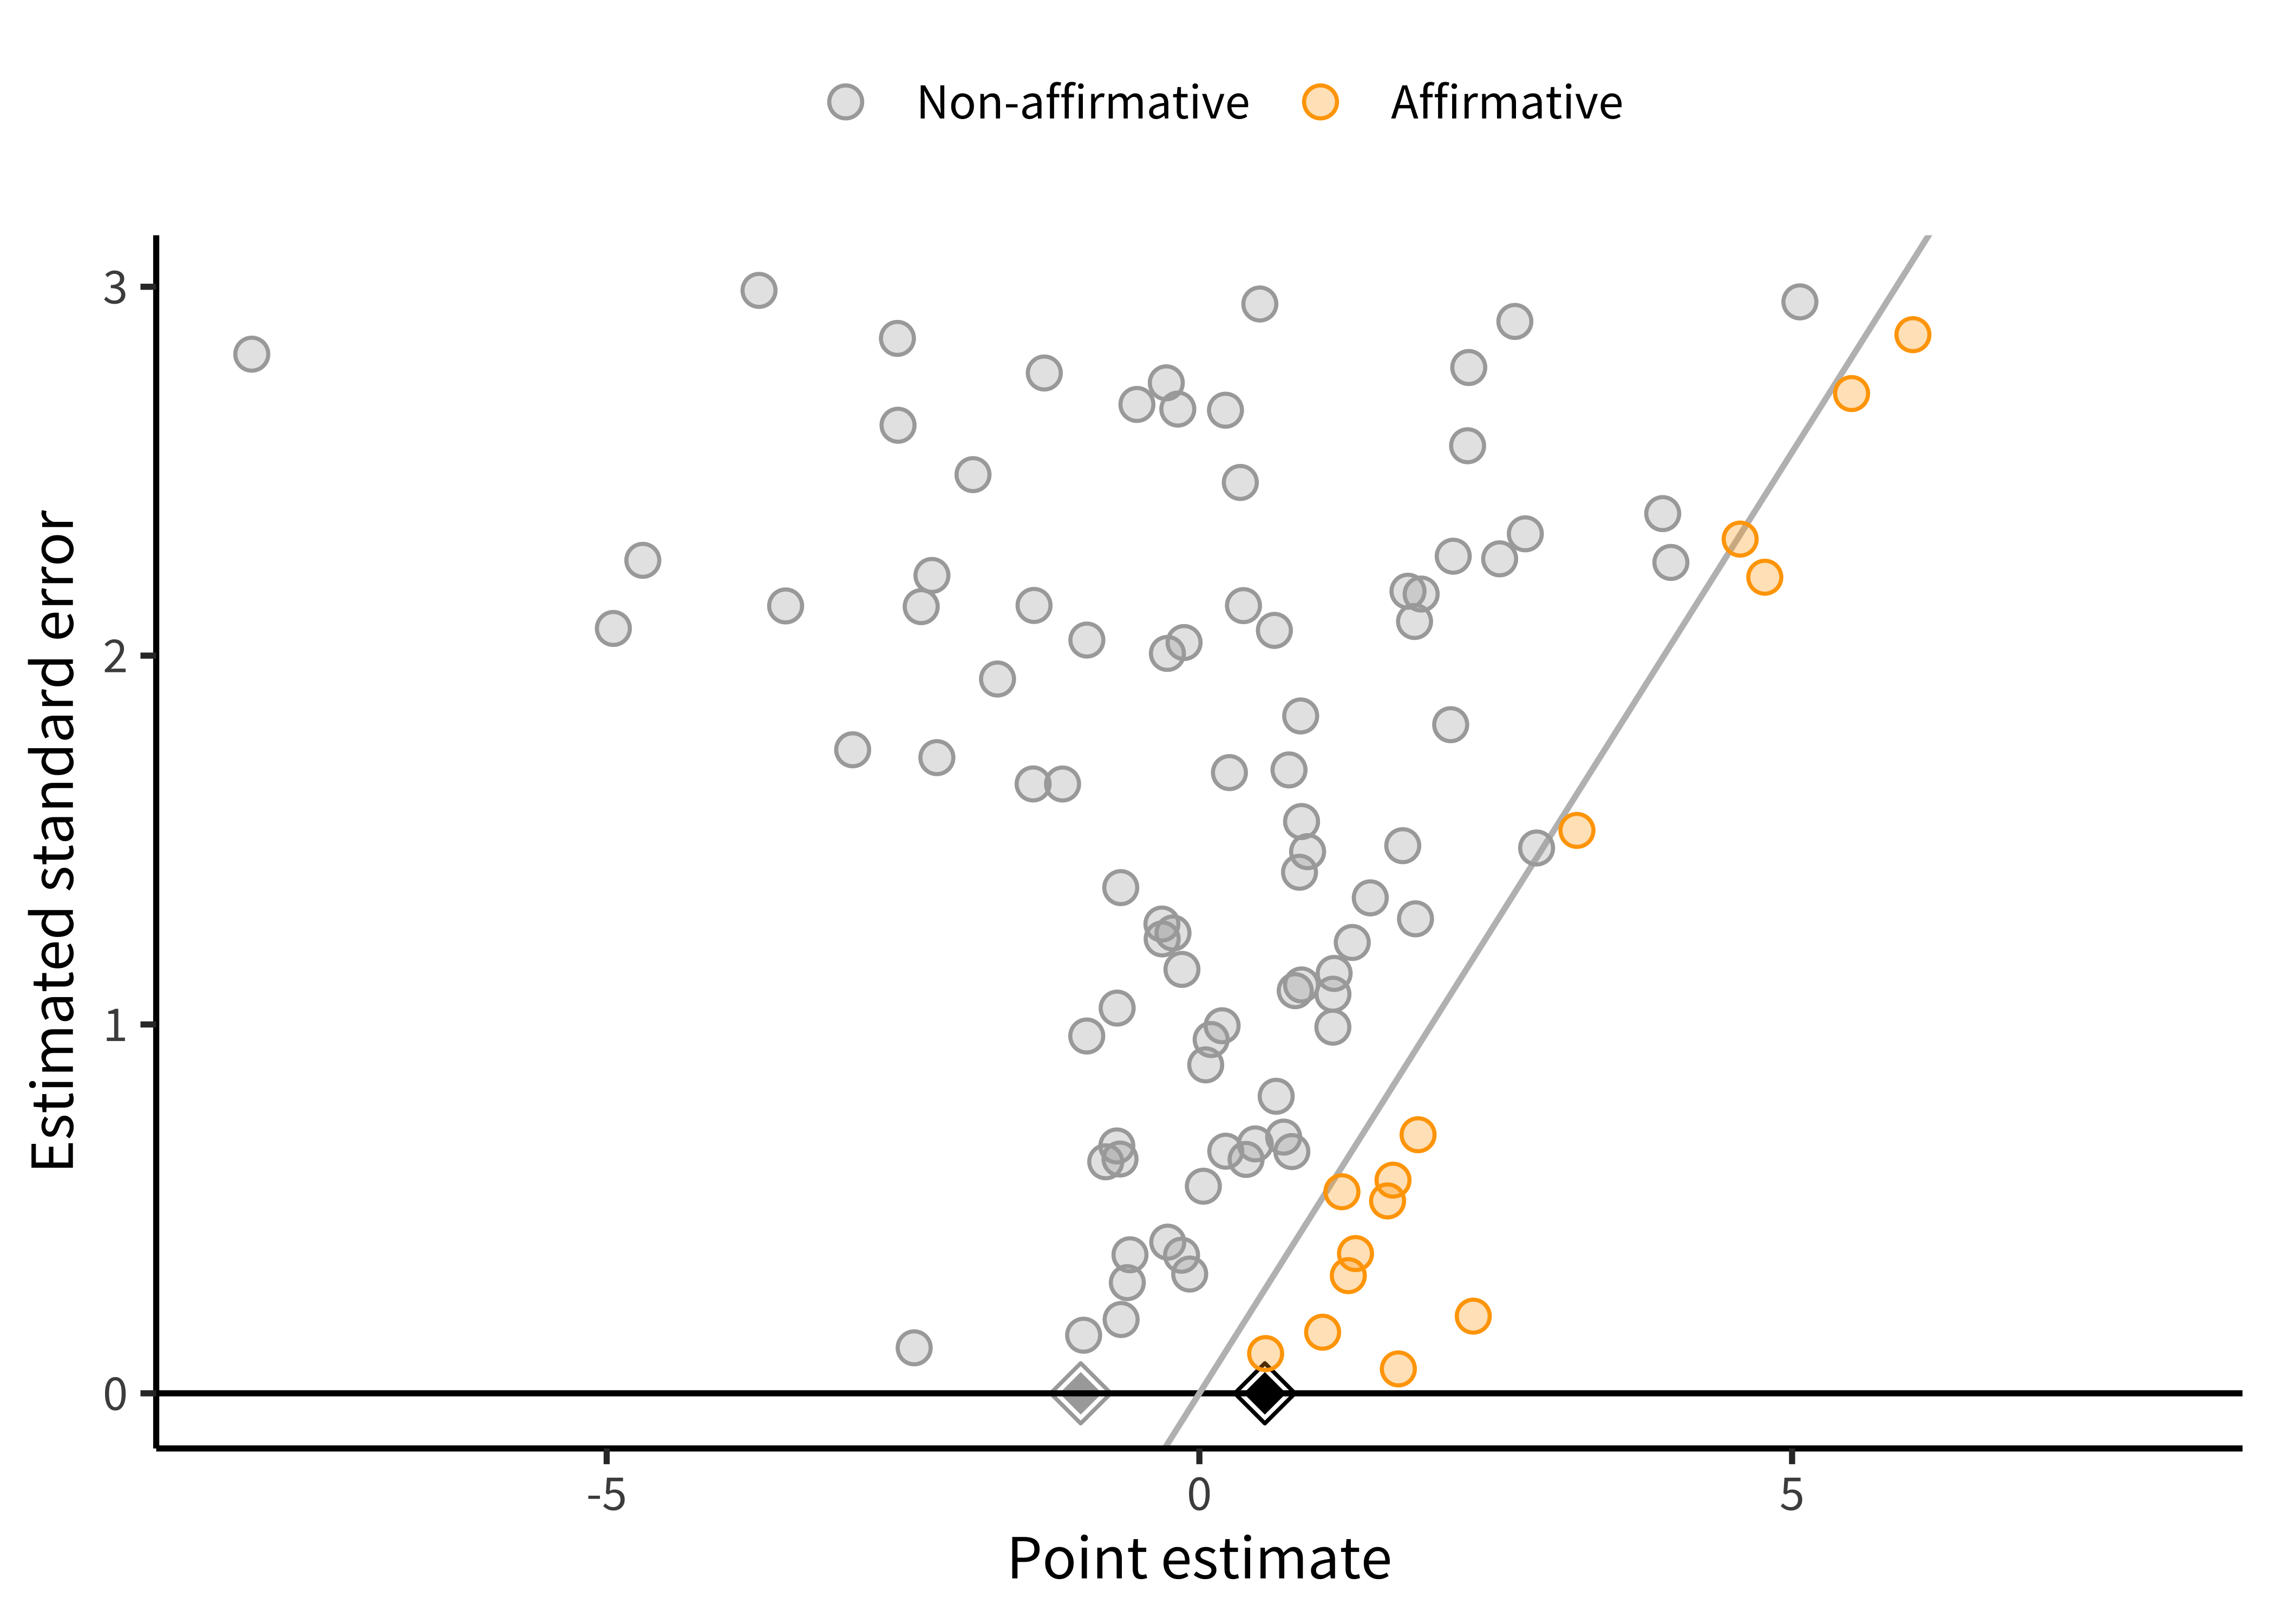 Non-affirmative Affirmative
Estimated standard error
3
2
1
0
-5 0 5
Point estimate